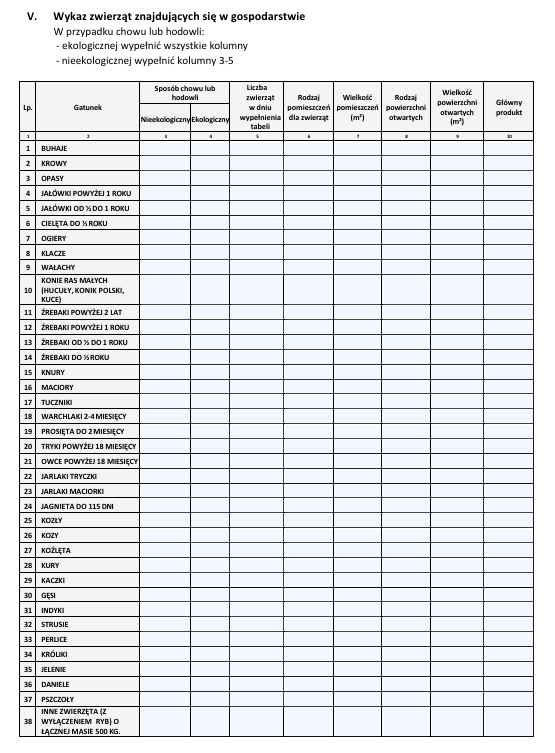 V. Wykaz zwierząt znajdujących się w gospodarstwie
W przypadku chowu lub hodowli:
- ekologicznej wypełnić wszystkie kolumny
- nieekologicznej wypełnić kolumny 3-5
Lp. Gatunek Sposób chowu lub hodowli Liczba zwierząt w dniu wypełnienia tabeli Rodzaj pomieszczeń dla zwierząt Wielkość pomieszczeń (m²) Rodzaj powierzchni otwartych Wielkość powierzchni otwartych (m²) Główny produkt
Nieekologiczny Ekologiczny
1 2 3 4 5 6 7 8 9 10
1 BUHAJE
2 KROWY
3 OPASY
4 JAŁÓWKI POWYŻEJ 1 ROKU
5 JAŁÓWKI OD ½ DO 1 ROKU
6 CIELĘTA DO ½ ROKU
7 OGIERY
8 KLACZE
9 WAŁACHY
10 KONIE RAS MAŁYCH
(HUCUŁY, KONIK POLSKI,
KUCE)
11 ŹREBAKI POWYŻEJ 2 LAT
12 ŹREBAKI POWYŻEJ 1 ROKU
13 ŹREBAKI OD ½ DO 1 ROKU
14 ŹREBAKI DO ½ ROKU
15 KNURY
16 MACIORY
17 TUCZNIKI
18 WARCHLAKI 2-4 MIESIĘCY
19 PROSIĘTA DO 2 MIESIĘCY
20 TRYKI POWYŻEJ 18 MIESIĘCY
21 OWCE POWYŻEJ 18 MIESIĘCY
22 JARLAKI TRYCZKI
23 JARLAKI MACIORKI
24 JAGNIETA DO 115 DNI
25 KOZŁY
26 KOZY
27 KOŹLĘTA
28 KURY
29 KACZKI
30 GĘSI
31 INDYKI
32 STRUSIE
33 PERLICE
34 KRÓLIKI
35 JELENIE
36 DANIELE
37 PSZCZOŁY
38 INNE ZWIERZĘTA (Z
WYŁĄCZENIEM RYB) O
ŁĄCZNEJ MASIE 500 KG.